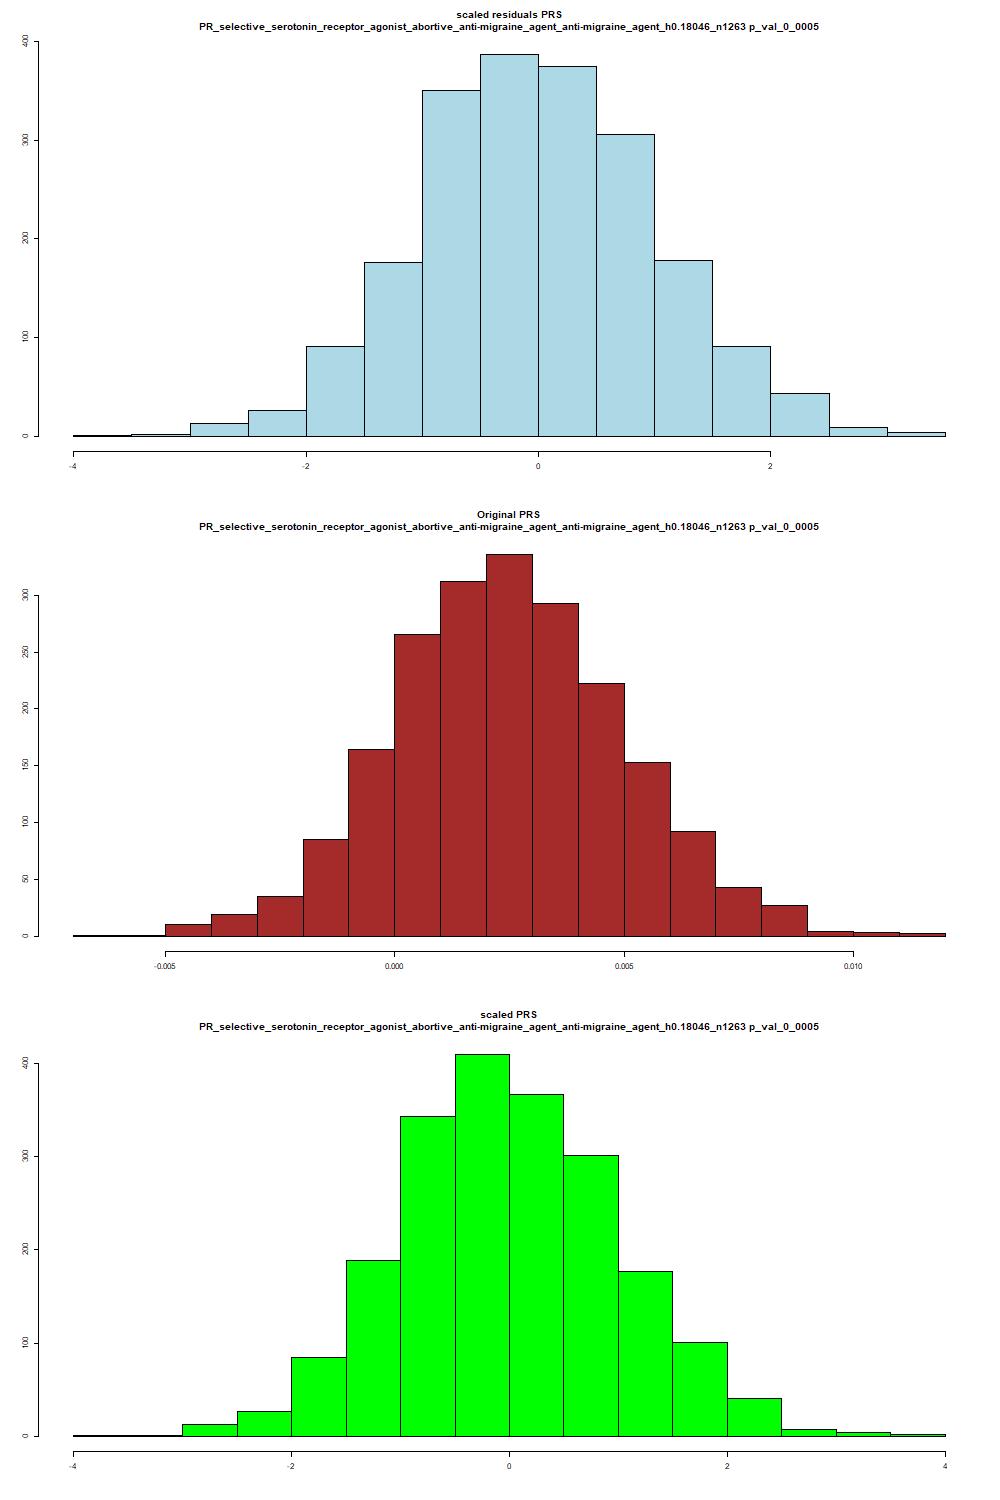 scaled residuals PRS
PR_selective_serotonin_receptor_agonist_abortive_anti-migraine_agent_anti-migraine_agent_h0.18046_n1263 p_val_0_0005
400
300
200
100
0
-4 -2 0 2
Original PRS
PR_selective_serotonin_receptor_agonist_abortive_anti-migraine_agent_anti-migraine_agent_h0.18046_n1263 p_val_0_0005
300
250
200
150
100
50
0
-0.005 0.000 0.005 0.010
scaled PRS
PR_selective_serotonin_receptor_agonist_abortive_anti-migraine_agent_anti-migraine_agent_h0.18046_n1263 p_val_0_0005
400
300
200
100
0
-4 -2 0 2 4